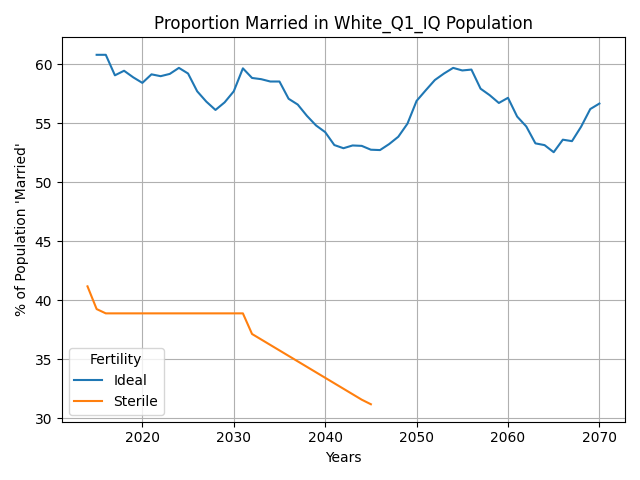 Proportion Married in White_Q1_IQ Population
% of Population 'Married'
60
55
50
45
40
35
30
Fertility
Ideal
Sterile
2020 2030 2040 2050 2060 2070
Years